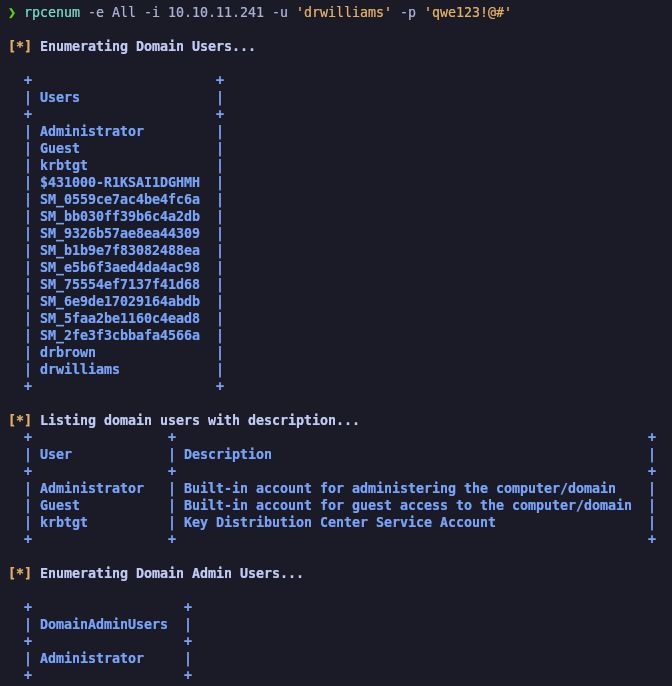 ❯ rpcenum -e All -i 10.10.11.241 -u 'drwilliams' -p 'qwe123!@#'
[*] Enumerating Domain Users...
+ +
| Users |
+ +
| Administrator |
| Guest |
| krbtgt |
| $431000-R1KSAI1DGHMH |
| SM_0559ce7ac4be4fc6a |
| SM_bb030ff39b6c4a2db |
| SM_9326b57ae8ea44309 |
| SM_b1b9e7f83082488ea |
| SM_e5b6f3aed4da4ac98 |
| SM_75554ef7137f41d68 |
| SM_6e9de17029164abdb |
| SM_5faa2be1160c4ead8 |
| SM_2fe3f3cbbafa4566a |
| drbrown |
| drwilliams |
+ +
[*] Listing domain users with description...
+ + +
| User | Description |
+ + +
| Administrator | Built-in account for administering the computer/domain |
| Guest | Built-in account for guest access to the computer/domain |
| krbtgt | Key Distribution Center Service Account |
+ + +
[*] Enumerating Domain Admin Users...
+ +
| DomainAdminUsers |
+ +
| Administrator |
+ +